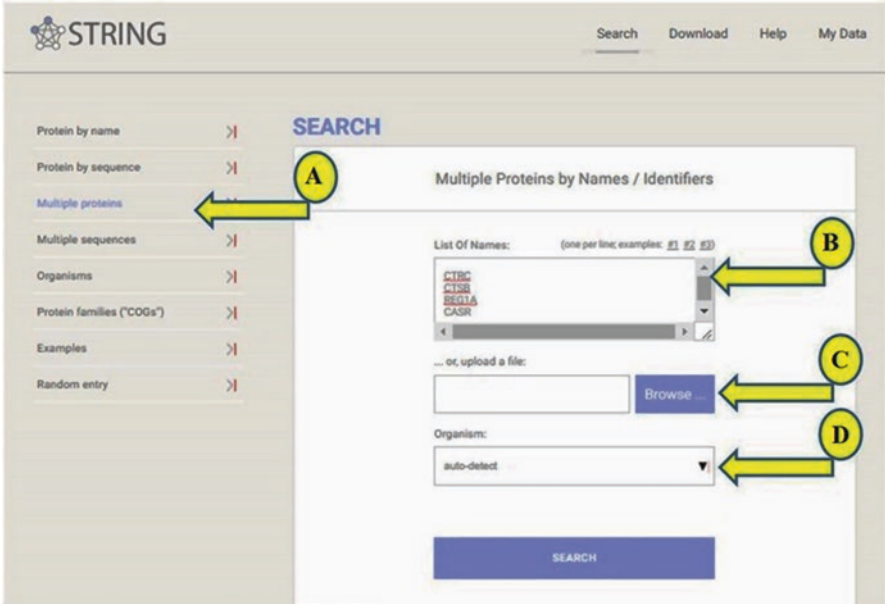 STRING
Search Download Help My Data
Protein by name
Protein by sequence
Multiple proteins
Multiple sequences
Organisms
Protein families ("COGs")
Examples
Random entry
SEARCH
A
Multiple Proteins by Names / Identifiers
List Of Names: (one per line; examples: #1 #2 #3)
B
CTRC
CTSB
REG1A
CASR
... or, upload a file:
C
Browse ...
Organism:
D
auto-detect
SEARCH